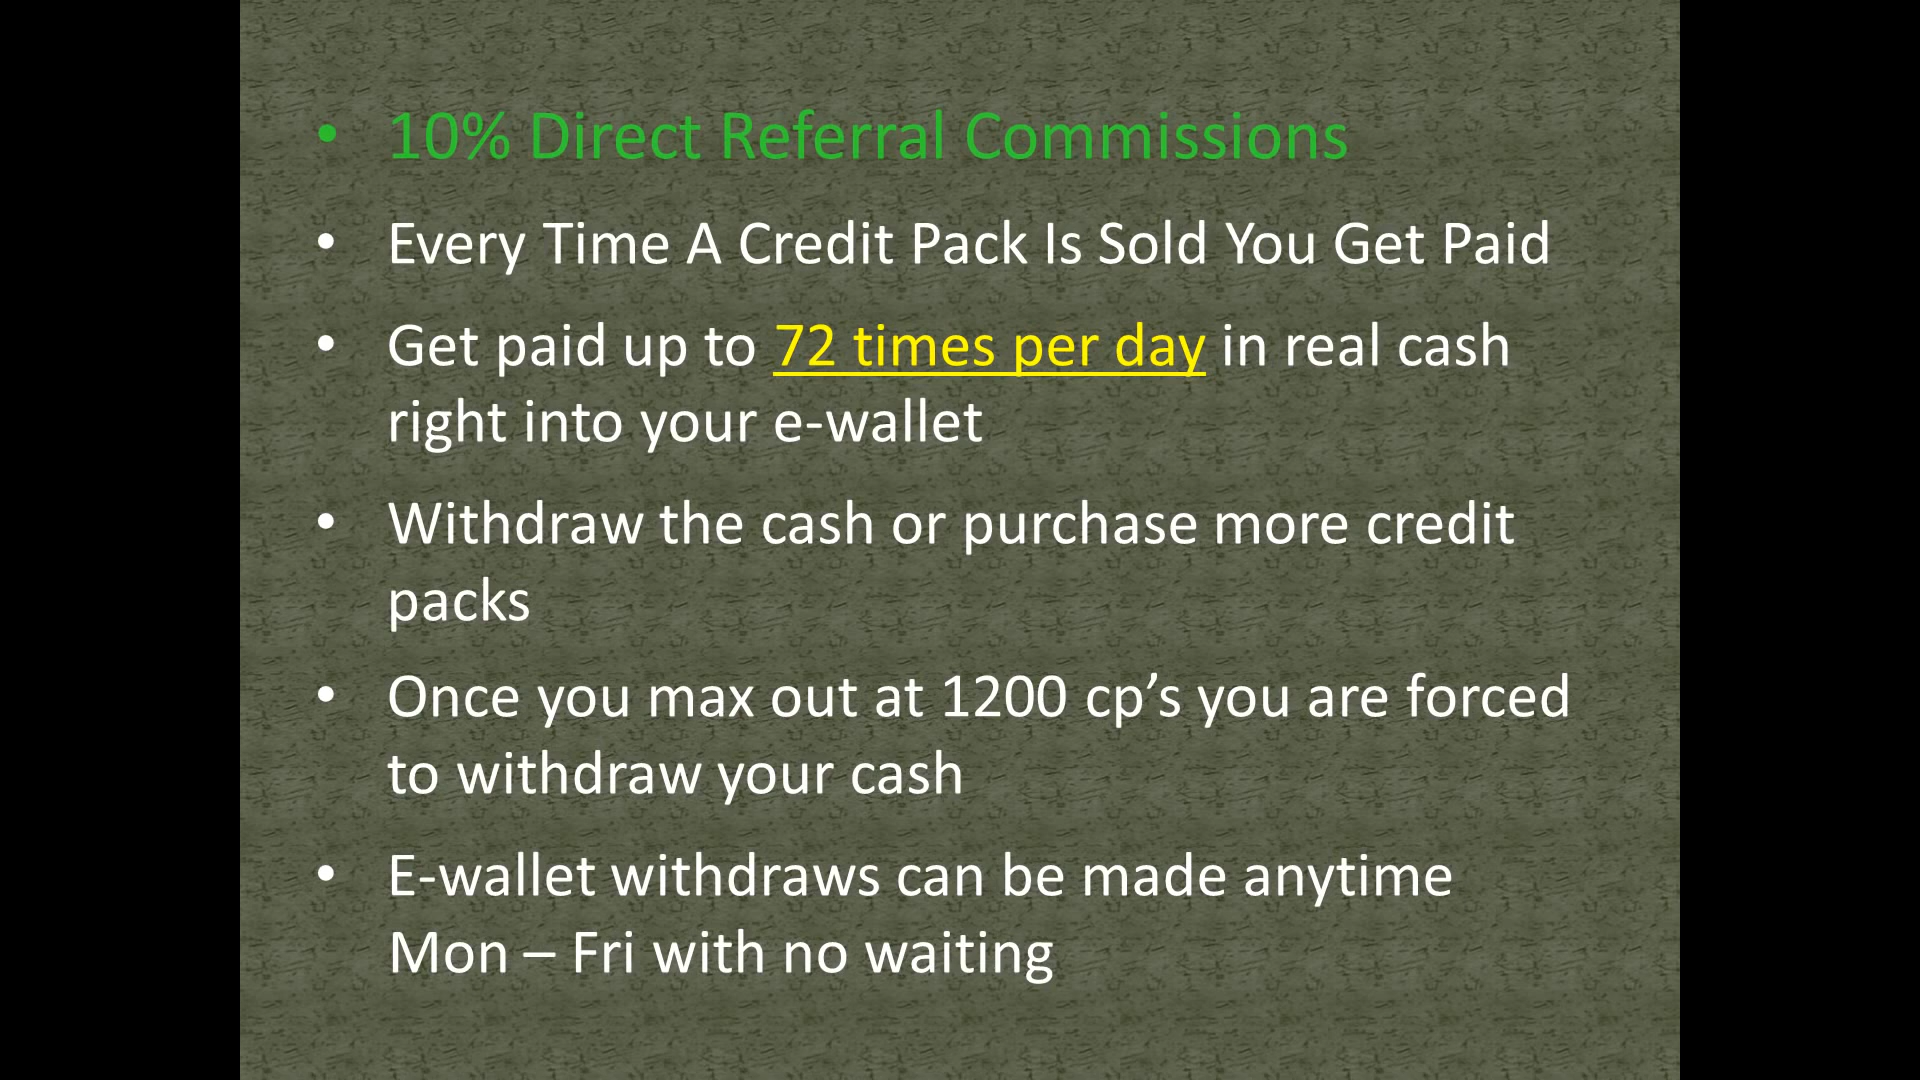 • 10% Direct Referral Commissions
• Every Time A Credit Pack Is Sold You Get Paid
• Get paid up to 72 times per day in real cash
right into your e-wallet
• Withdraw the cash or purchase more credit
packs
• Once you max out at 1200 cp’s you are forced
to withdraw your cash
• E-wallet withdraws can be made anytime
Mon – Fri with no waiting